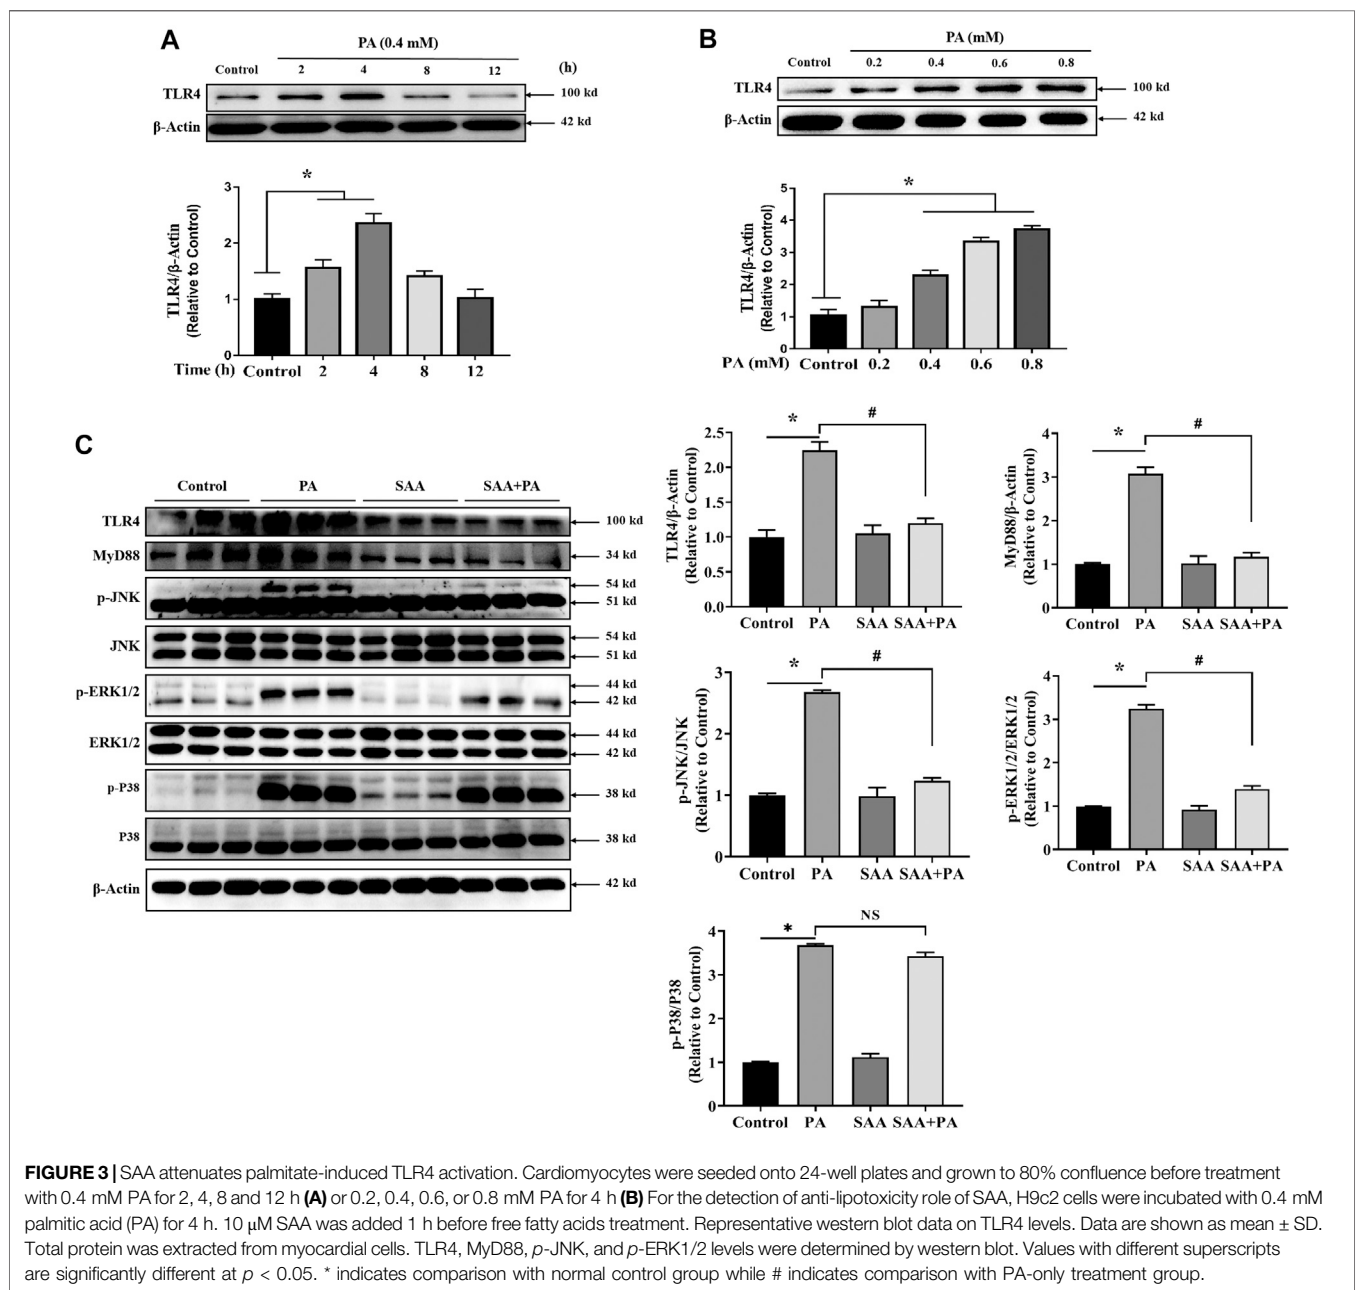 A
PA (0.4 mM)
Control 2 4 8 12 (h)
TLR4 100 kd
β-Actin 42 kd
TLR4/β-Actin
(Relative to Control)
3
2
1
0
*
Time (h) Control 2 4 8 12
B
PA (mM)
Control 0.2 0.4 0.6 0.8
TLR4 100 kd
β-Actin 42 kd
TLR4/β-Actin
(Relative to Control)
5
4
3
2
1
0
*
PA (mM) Control 0.2 0.4 0.6 0.8
C
Control PA SAA SAA+PA
TLR4 100 kd
MyD88 34 kd
p-JNK 54 kd
51 kd
JNK 54 kd
51 kd
p-ERK1/2 44 kd
42 kd
ERK1/2 44 kd
42 kd
p-P38 38 kd
P38 38 kd
β-Actin 42 kd
TLR4/β-Actin
(Relative to Control)
2.5
2.0
1.5
1.0
0.5
0.0
* #
Control PA SAA SAA+PA
MyD88/β-Actin
(Relative to Control)
4
3
2
1
0
* #
Control PA SAA SAA+PA
p-JNK/JNK
(Relative to Control)
3
2
1
0
* #
Control PA SAA SAA+PA
p-ERK1/2/ERK1/2
(Relative to Control)
4
3
2
1
0
* #
Control PA SAA SAA+PA
p-P38/P38
(Relative to Control)
4
3
2
1
0
* NS
Control PA SAA SAA+PA
FIGURE 3 | SAA attenuates palmitate-induced TLR4 activation. Cardiomyocytes were seeded onto 24-well plates and grown to 80% confluence before treatment
with 0.4 mM PA for 2, 4, 8 and 12 h (A) or 0.2, 0.4, 0.6, or 0.8 mM PA for 4 h (B) For the detection of anti-lipotoxicity role of SAA, H9c2 cells were incubated with 0.4 mM
palmitic acid (PA) for 4 h. 10 μM SAA was added 1 h before free fatty acids treatment. Representative western blot data on TLR4 levels. Data are shown as mean ± SD.
Total protein was extracted from myocardial cells. TLR4, MyD88, p-JNK, and p-ERK1/2 levels were determined by western blot. Values with different superscripts
are significantly different at p < 0.05. * indicates comparison with normal control group while # indicates comparison with PA-only treatment group.